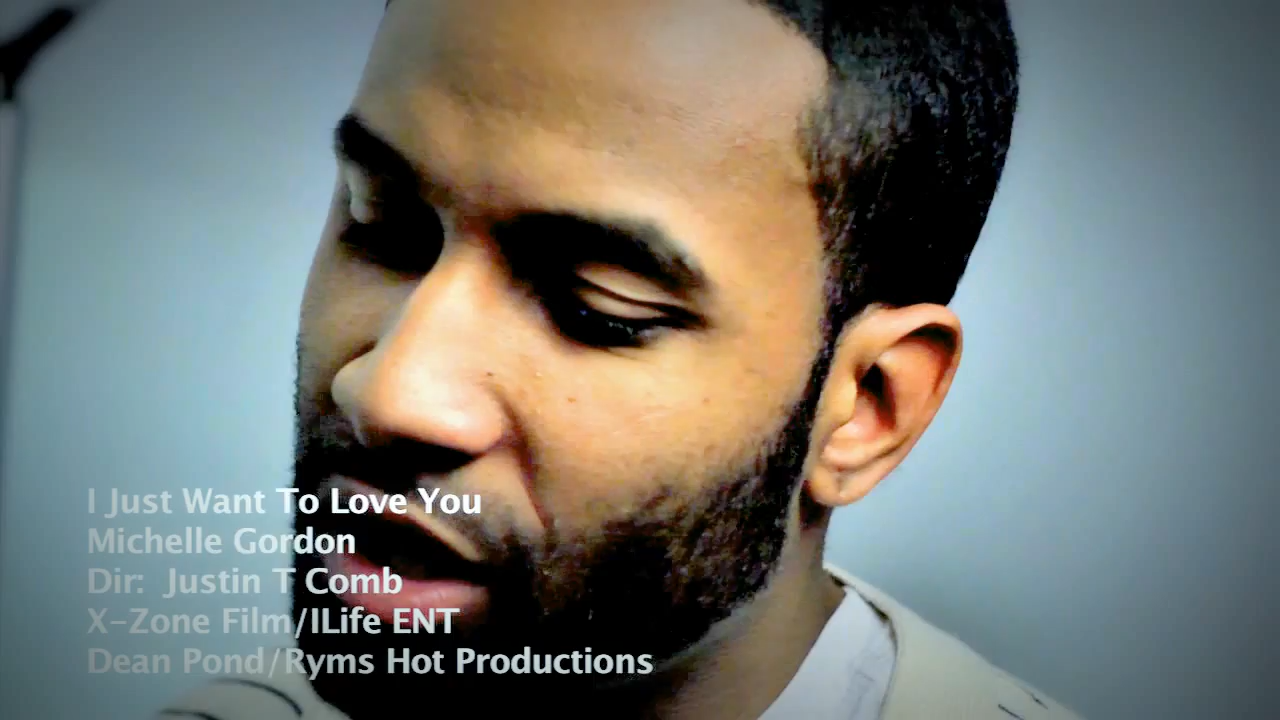 I Just Want To Love You
Michelle Gordon
Dir:  Justin T Comb
X-Zone Film/ILife ENT
Dean Pond/Ryms Hot Productions